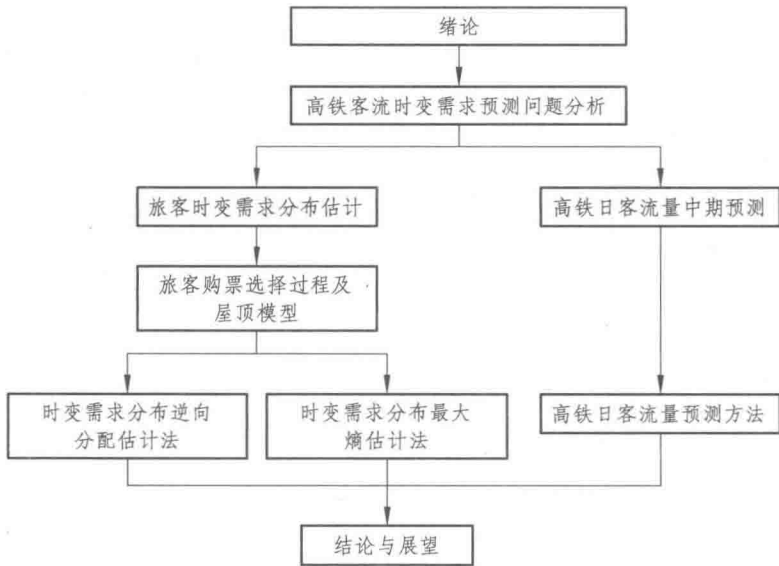 绪论
高铁客流时变需求预测问题分析
旅客时变需求分布估计
高铁日客流量中期预测
旅客购票选择过程及
屋顶模型
时变需求分布逆向
分配估计法
时变需求分布最大
熵估计法
高铁日客流量预测方法
结论与展望